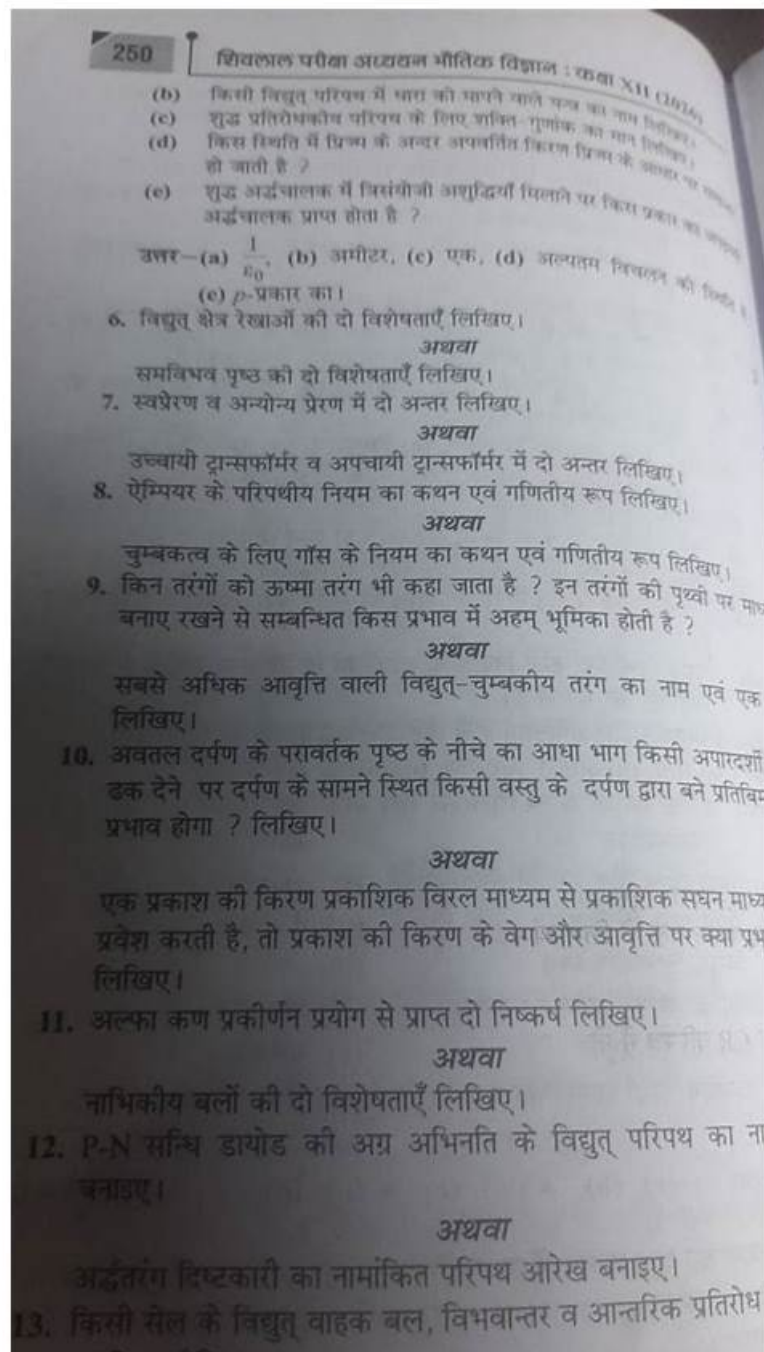 250
शिवलाल परीक्षा अध्ययन भौतिक विज्ञान : कक्षा XII (2026)
(b) किसी विद्युत् परिपथ में धारा को मापने वाले यन्त्र का नाम लिखिए।
(c) शुद्ध प्रतिरोधकीय परिपथ के लिए शक्ति-गुणांक का मान लिखिए।
(d) किस स्थिति में प्रिज्म के अन्दर अपवर्तित किरण प्रिज्म के आधार पर
हो जाती है ?
(e) शुद्ध अर्द्धचालक में त्रिसंयोजी अशुद्धियाँ मिलाने पर किस प्रकार का
अर्द्धचालक प्राप्त होता है ?
उत्तर–(a) 1/ε₀, (b) अमीटर, (c) एक, (d) अल्पतम विचलन की स्थिति
(e) p-प्रकार का।
6. विद्युत् क्षेत्र रेखाओं की दो विशेषताएँ लिखिए।
अथवा
समविभव पृष्ठ की दो विशेषताएँ लिखिए।
7. स्वप्रेरण व अन्योन्य प्रेरण में दो अन्तर लिखिए।
अथवा
उच्चायी ट्रान्सफॉर्मर व अपचायी ट्रान्सफॉर्मर में दो अन्तर लिखिए।
8. ऐम्पियर के परिपथीय नियम का कथन एवं गणितीय रूप लिखिए।
अथवा
चुम्बकत्व के लिए गॉस के नियम का कथन एवं गणितीय रूप लिखिए।
9. किन तरंगों को ऊष्मा तरंग भी कहा जाता है ? इन तरंगों की पृथ्वी पर
बनाए रखने से सम्बन्धित किस प्रभाव में अहम् भूमिका होती है ?
अथवा
सबसे अधिक आवृत्ति वाली विद्युत्-चुम्बकीय तरंग का नाम एवं एक
लिखिए।
10. अवतल दर्पण के परावर्तक पृष्ठ के नीचे का आधा भाग किसी अपारदर्शी
ढक देने पर दर्पण के सामने स्थित किसी वस्तु के दर्पण द्वारा बने
प्रभाव होगा ? लिखिए।
अथवा
एक प्रकाश की किरण प्रकाशिक विरल माध्यम से प्रकाशिक सघन
प्रवेश करती है, तो प्रकाश की किरण के वेग और आवृत्ति पर क्या
लिखिए।
11. अल्फा कण प्रकीर्णन प्रयोग से प्राप्त दो निष्कर्ष लिखिए।
अथवा
नाभिकीय बलों की दो विशेषताएँ लिखिए।
12. P-N सन्धि डायोड की अग्र अभिनति के विद्युत् परिपथ का
बनाइए।
अथवा
अर्द्धतरंग दिष्टकारी का नामांकित परिपथ आरेख बनाइए।
13. किसी सेल के विद्युत् वाहक बल, विभवान्तर व आन्तरिक प्रतिरोध